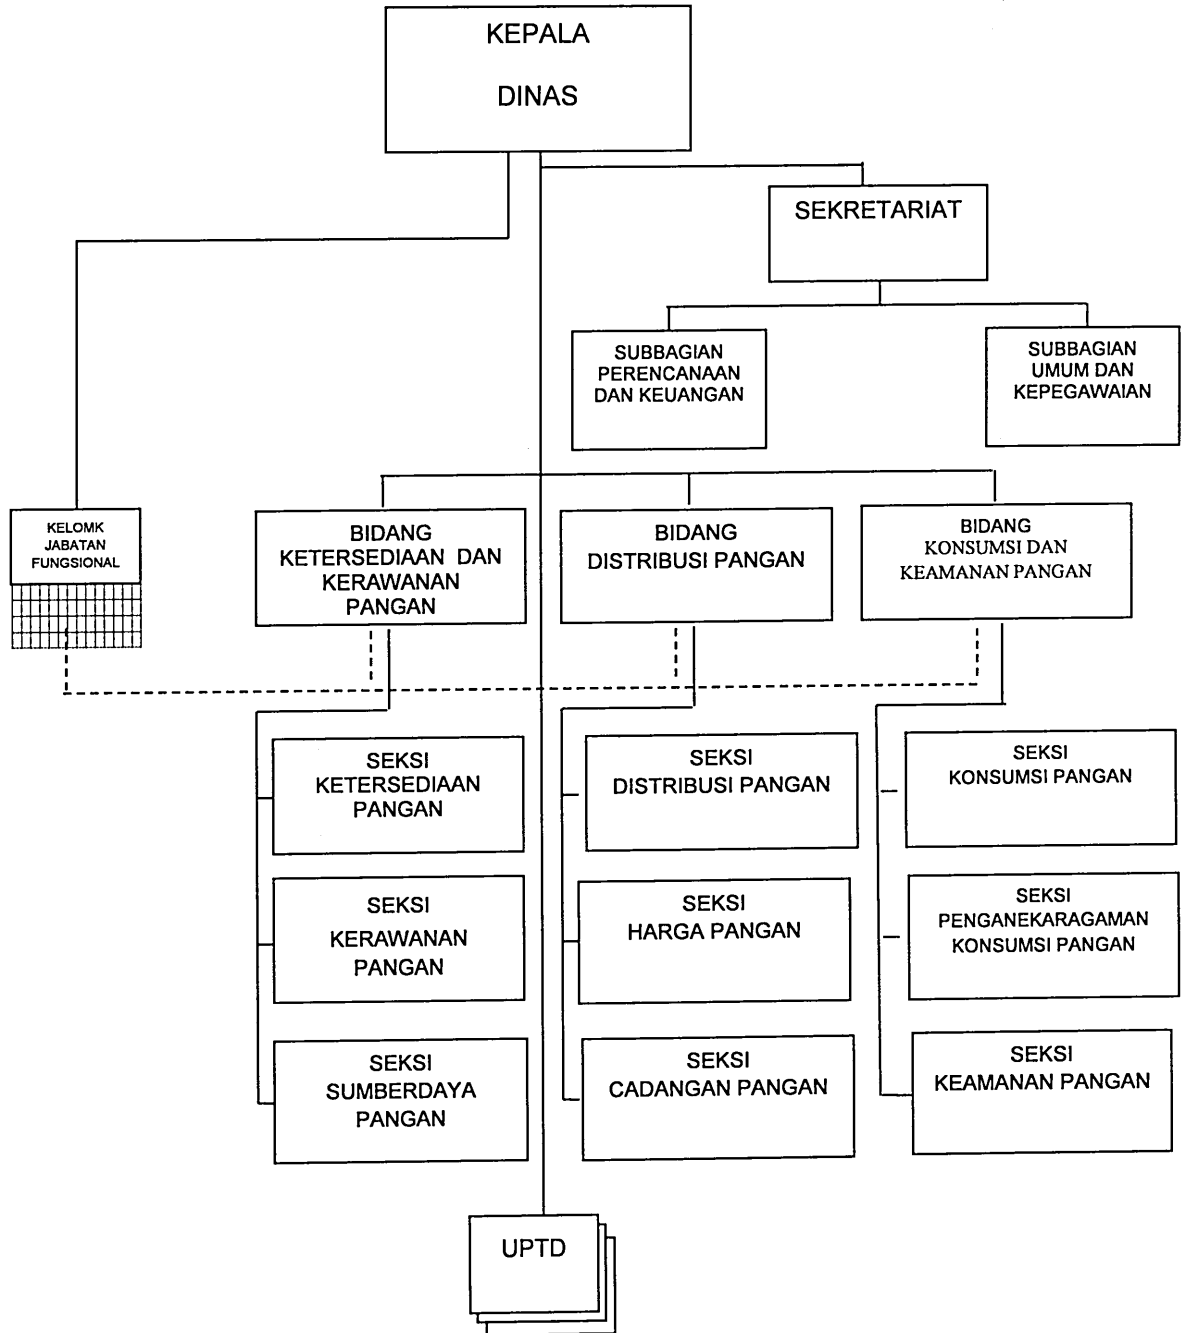 KEPALA
DINAS
SEKRETARIAT
SUBBAGIAN
PERENCANAAN
DAN KEUANGAN
SUBBAGIAN
UMUM DAN
KEPEGAWAIAN
KELOMK
JABATAN
FUNGSIONAL
BIDANG
KETERSEDIAAN DAN
KERAWANAN
PANGAN
BIDANG
DISTRIBUSI PANGAN
BIDANG
KONSUMSI DAN
KEAMANAN PANGAN
SEKSI
KETERSEDIAAN
PANGAN
SEKSI
DISTRIBUSI PANGAN
SEKSI
KONSUMSI PANGAN
SEKSI
KERAWANAN
PANGAN
SEKSI
HARGA PANGAN
SEKSI
PENGANEKARAGAMAN
KONSUMSI PANGAN
SEKSI
SUMBERDAYA
PANGAN
SEKSI
CADANGAN PANGAN
SEKSI
KEAMANAN PANGAN
UPTD